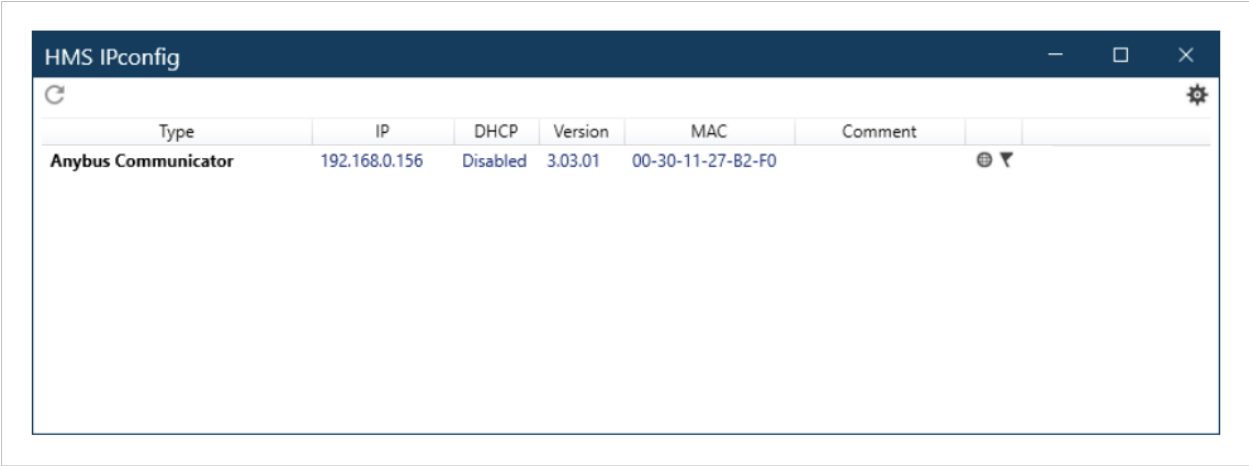 HMS IPconfig
Type IP DHCP Version MAC Comment
Anybus Communicator 192.168.0.156 Disabled 3.03.01 00-30-11-27-B2-F0